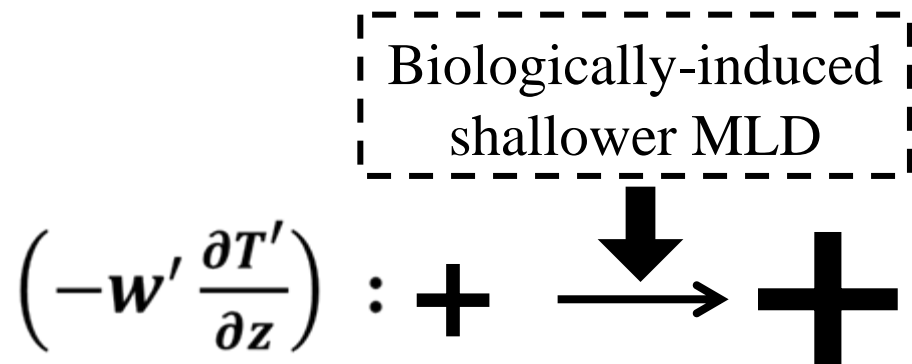 Biologically-induced
shallower MLD
(−w′ ∂T′/∂z) : + → +